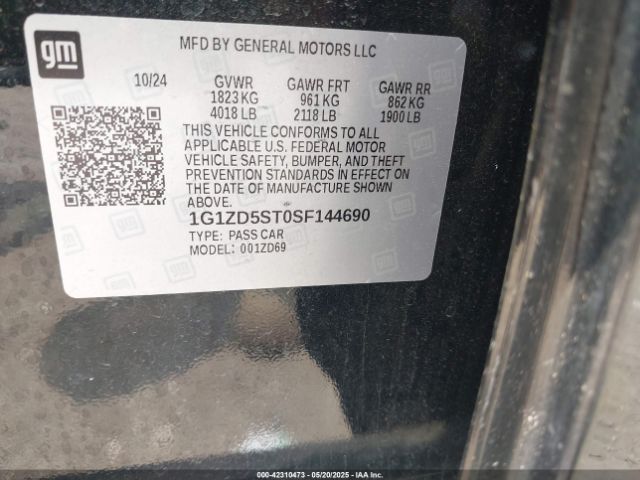 gm
MFD BY GENERAL MOTORS LLC
10/24 GVWR GAWR FRT GAWR RR
1823 KG 961 KG 862 KG
4018 LB 2118 LB 1900 LB
THIS VEHICLE CONFORMS TO ALL
APPLICABLE U.S. FEDERAL MOTOR
VEHICLE SAFETY, BUMPER, AND THEFT
PREVENTION STANDARDS IN EFFECT ON
THE DATE OF MANUFACTURE SHOWN
ABOVE.
1G1ZD5ST0SF144690
TYPE: PASS CAR
MODEL: 001ZD69
000-42310473 — 05/20/2025 — IAA Inc.